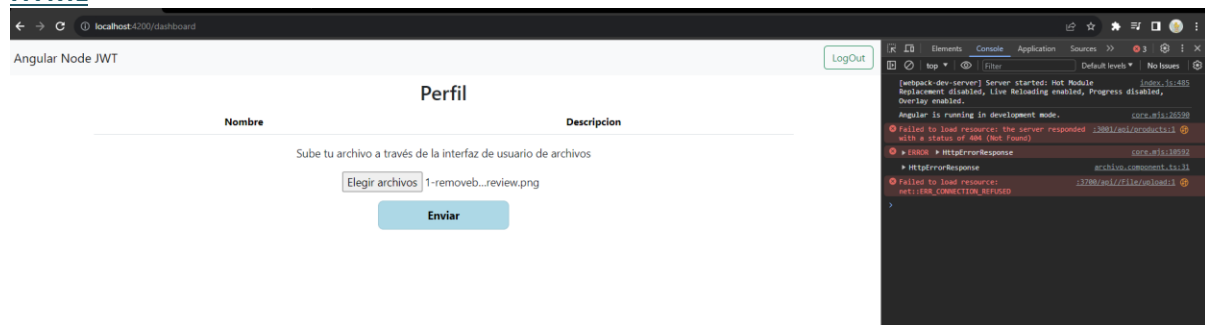 localhost:4200/dashboard
Angular Node JWT
LogOut
Perfil
Nombre Descripcion
Sube tu archivo a través de la interfaz de usuario de archivos
Elegir archivos 1-removeb...review.png
Enviar
Elements Console Application Sources 3
top Filter Default levels No Issues
[webpack-dev-server] Server started: Hot Module index.js:485
Replacement disabled, Live Reloading enabled, Progress disabled,
Overlay enabled.
Angular is running in development mode. core.mjs:26590
Failed to load resource: the server responded :3001/api/products:1
with a status of 404 (Not Found)
ERROR HttpErrorResponse core.mjs:10592
HttpErrorResponse archivo.component.ts:31
Failed to load resource: :3700/api//File/upload:1
net::ERR_CONNECTION_REFUSED